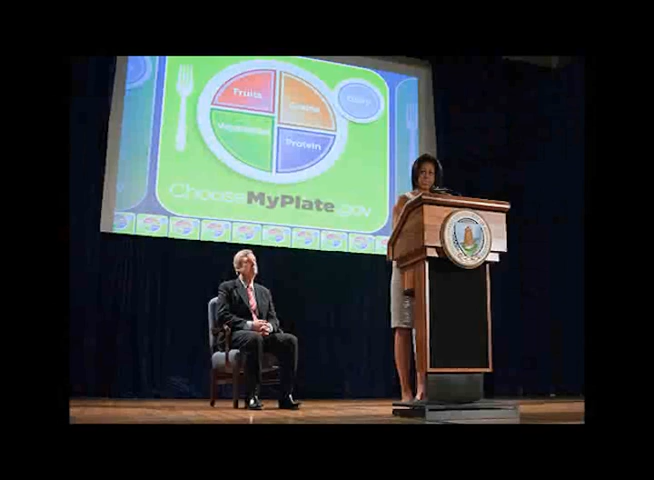 Fruits
Grains
Dairy
Vegetables
Protein
ChooseMyPlate.gov